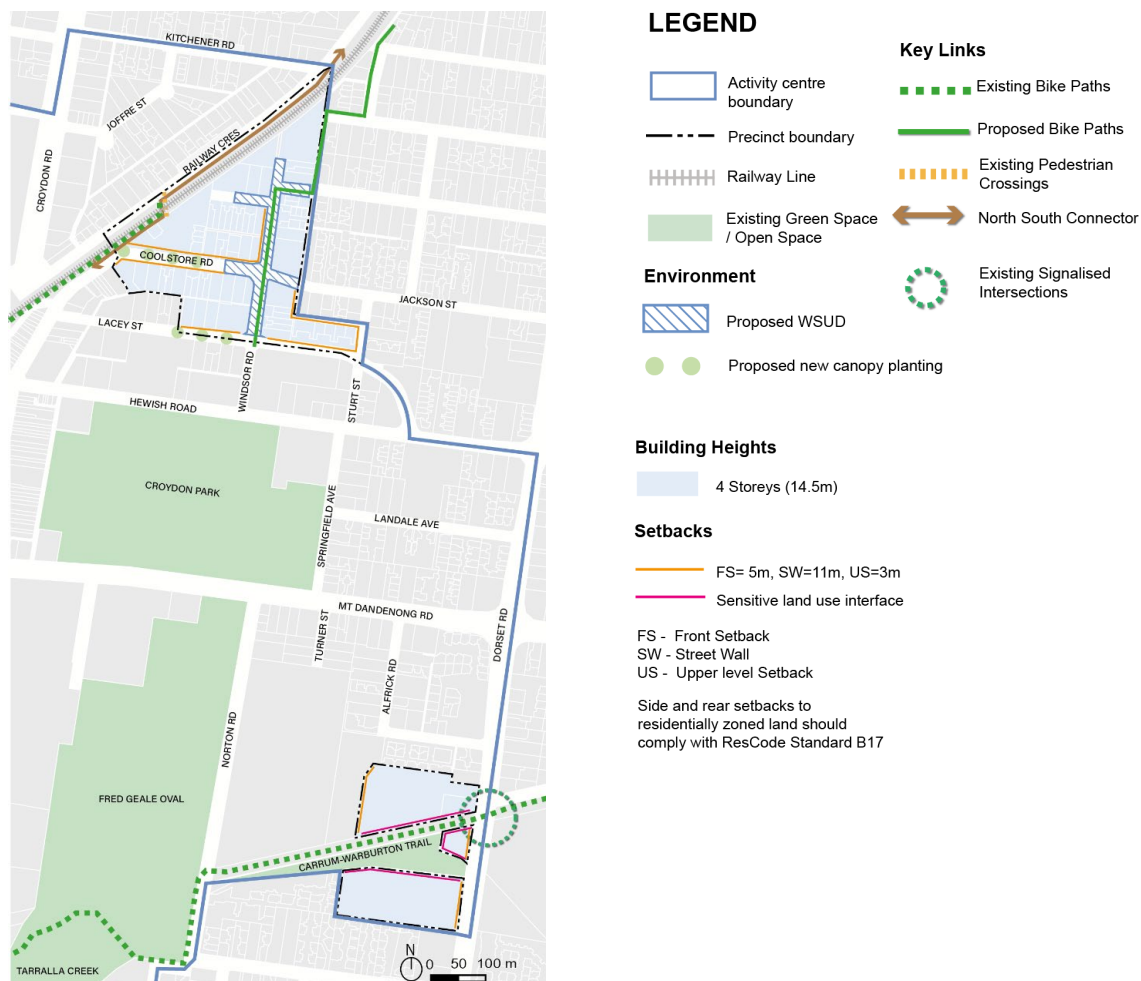 KITCHENER RD
JOFFRE ST
RAILWAY CRES
CROYDON RD
COOLSTORE RD
JACKSON ST
LACEY ST
WINDSOR RD
STURT ST
HEWISH ROAD
CROYDON PARK
SPRINGFIELD AVE
LANDALE AVE
MT DANDENONG RD
TURNER ST
DORSET RD
ALFRICK RD
NORTON RD
FRED GEALE OVAL
CARRUM-WARBURTON TRAIL
TARRALLA CREEK
N
0 50 100 m
LEGEND
Activity centre
boundary
Precinct boundary
Railway Line
Existing Green Space
/ Open Space
Environment
Proposed WSUD
Proposed new canopy planting
Key Links
Existing Bike Paths
Proposed Bike Paths
Existing Pedestrian
Crossings
North South Connector
Existing Signalised
Intersections
Building Heights
4 Storeys (14.5m)
Setbacks
FS= 5m, SW=11m, US=3m
Sensitive land use interface
FS - Front Setback
SW - Street Wall
US - Upper level Setback
Side and rear setbacks to
residentially zoned land should
comply with ResCode Standard B17